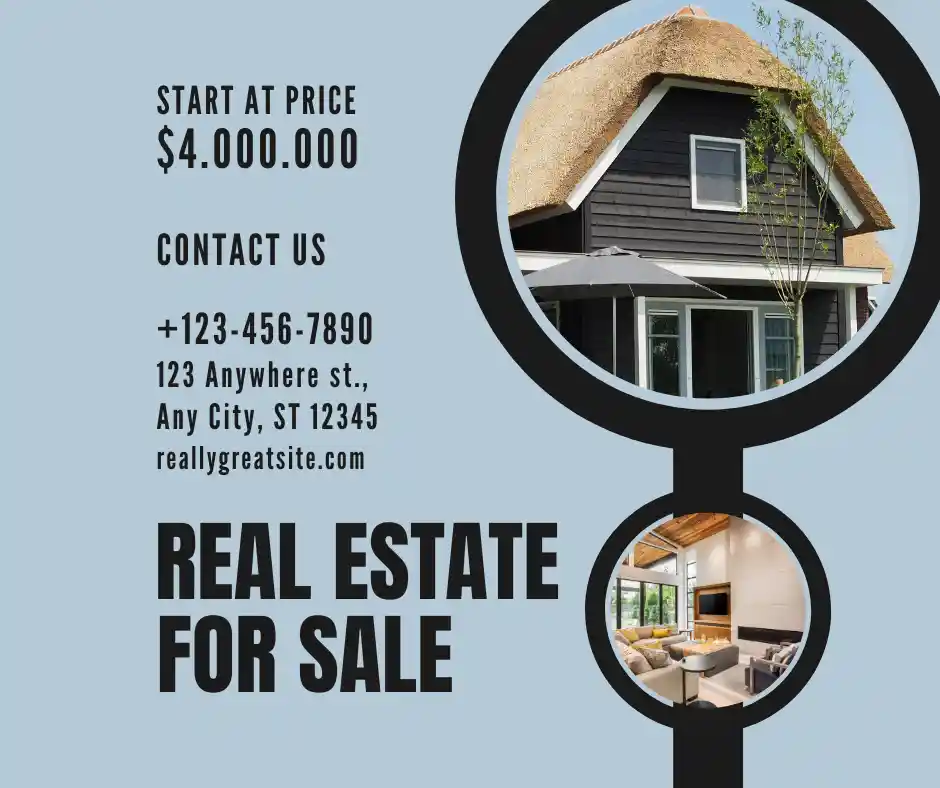 START AT PRICE
$4.000.000
CONTACT US
+123-456-7890
123 Anywhere st.,
Any City, ST 12345
reallygreatsite.com
REAL ESTATE
FOR SALE